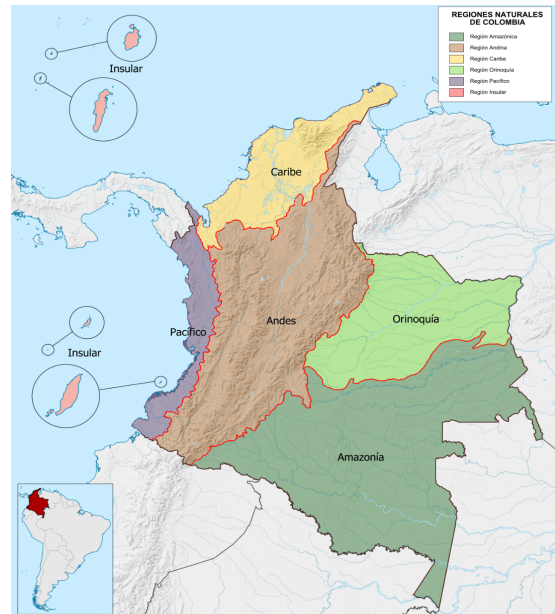 REGIONES NATURALES
DE COLOMBIA
Región Amazónica
Región Andina
Región Caribe
Región Orinoquía
Región Pacífico
Región Insular
Insular
Caribe
Pacífico
Andes
Orinoquía
Insular
Amazonía